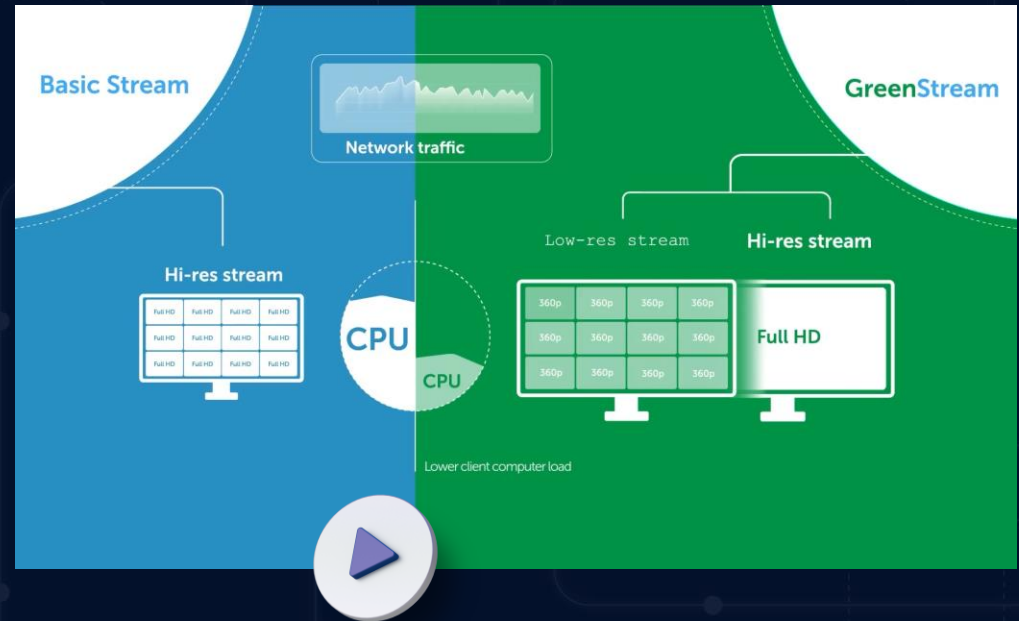 Basic Stream
GreenStream
Network traffic
Hi-res stream
Full HD Full HD Full HD Full HD
Full HD Full HD Full HD Full HD
Full HD Full HD Full HD Full HD
CPU
CPU
Lower client computer load
Low-res stream
Hi-res stream
360p 360p 360p 360p
360p 360p 360p 360p
360p 360p 360p 360p
Full HD